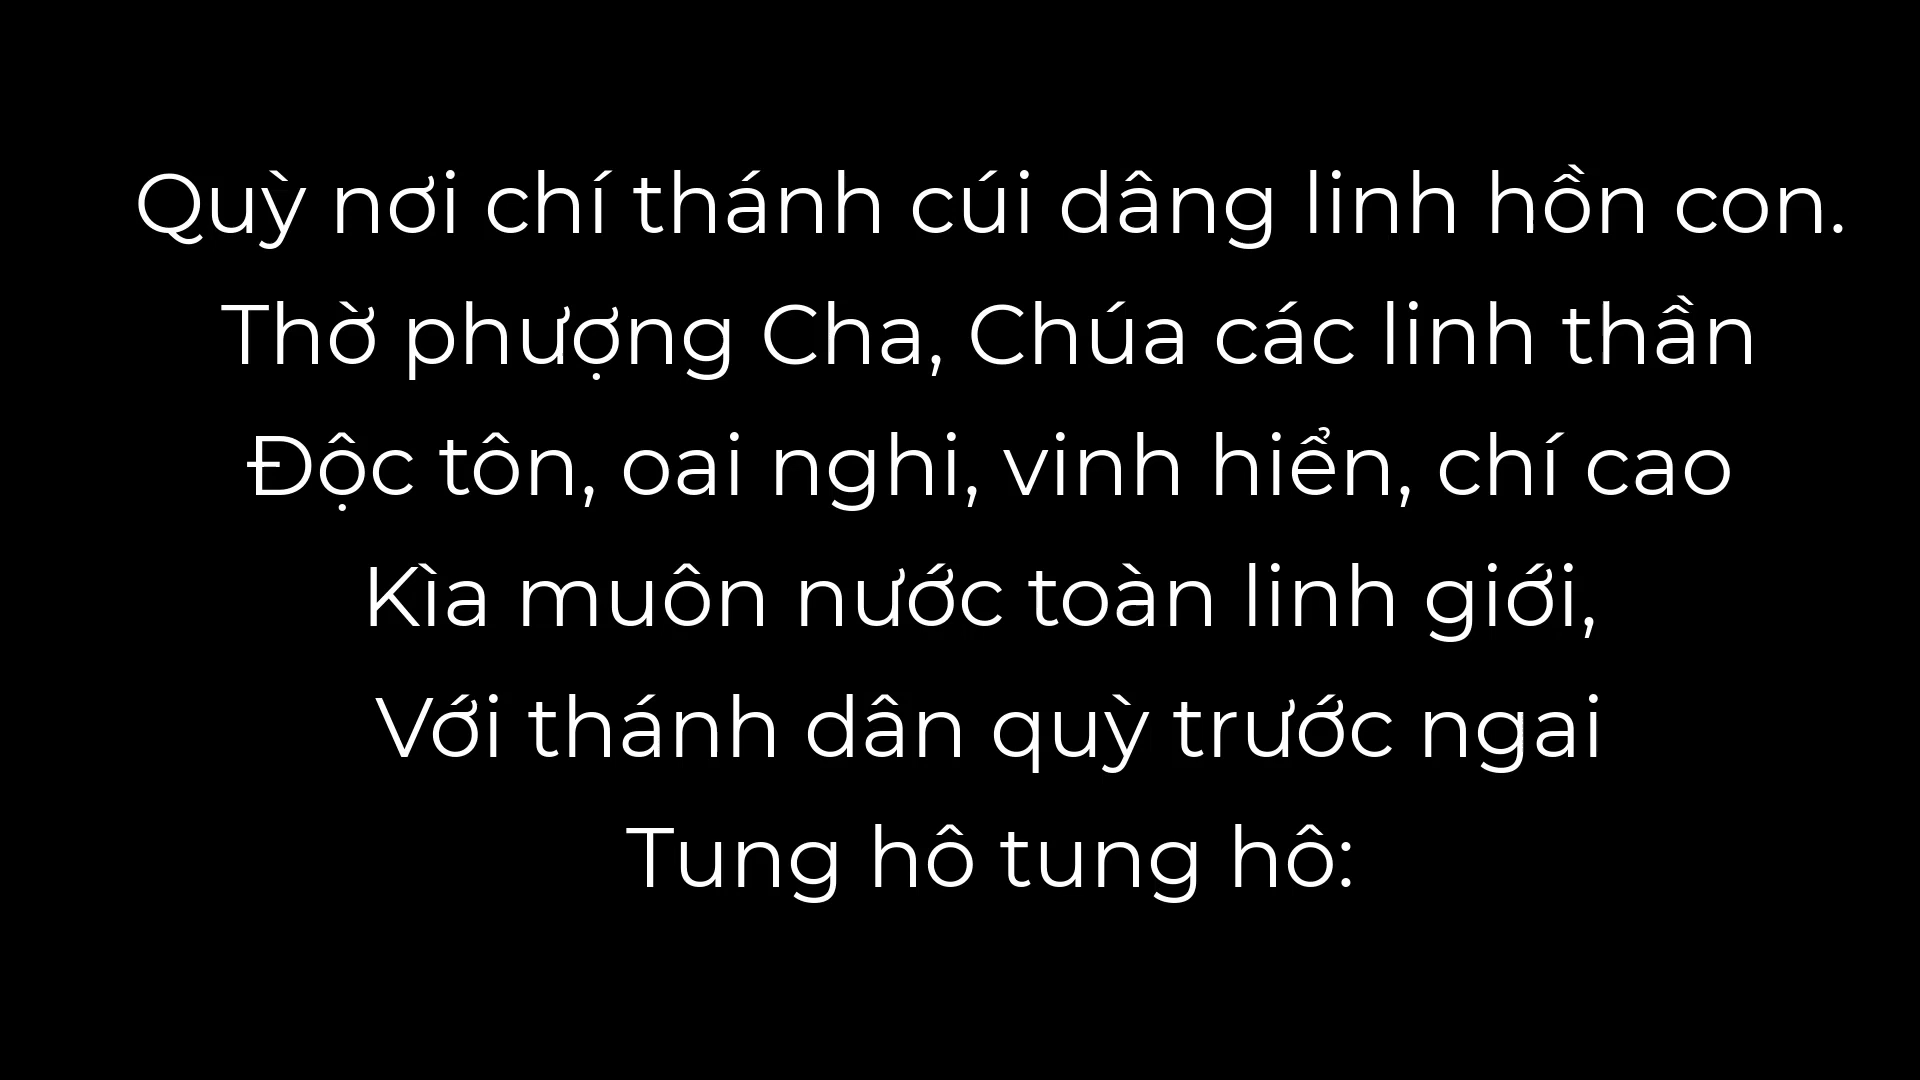 Quỳ nơi chí thánh cúi dâng linh hồn con.
Thờ phượng Cha, Chúa các linh thần
Độc tôn, oai nghi, vinh hiển, chí cao
Kìa muôn nước toàn linh giới,
Với thánh dân quỳ trước ngai
Tung hô tung hô: